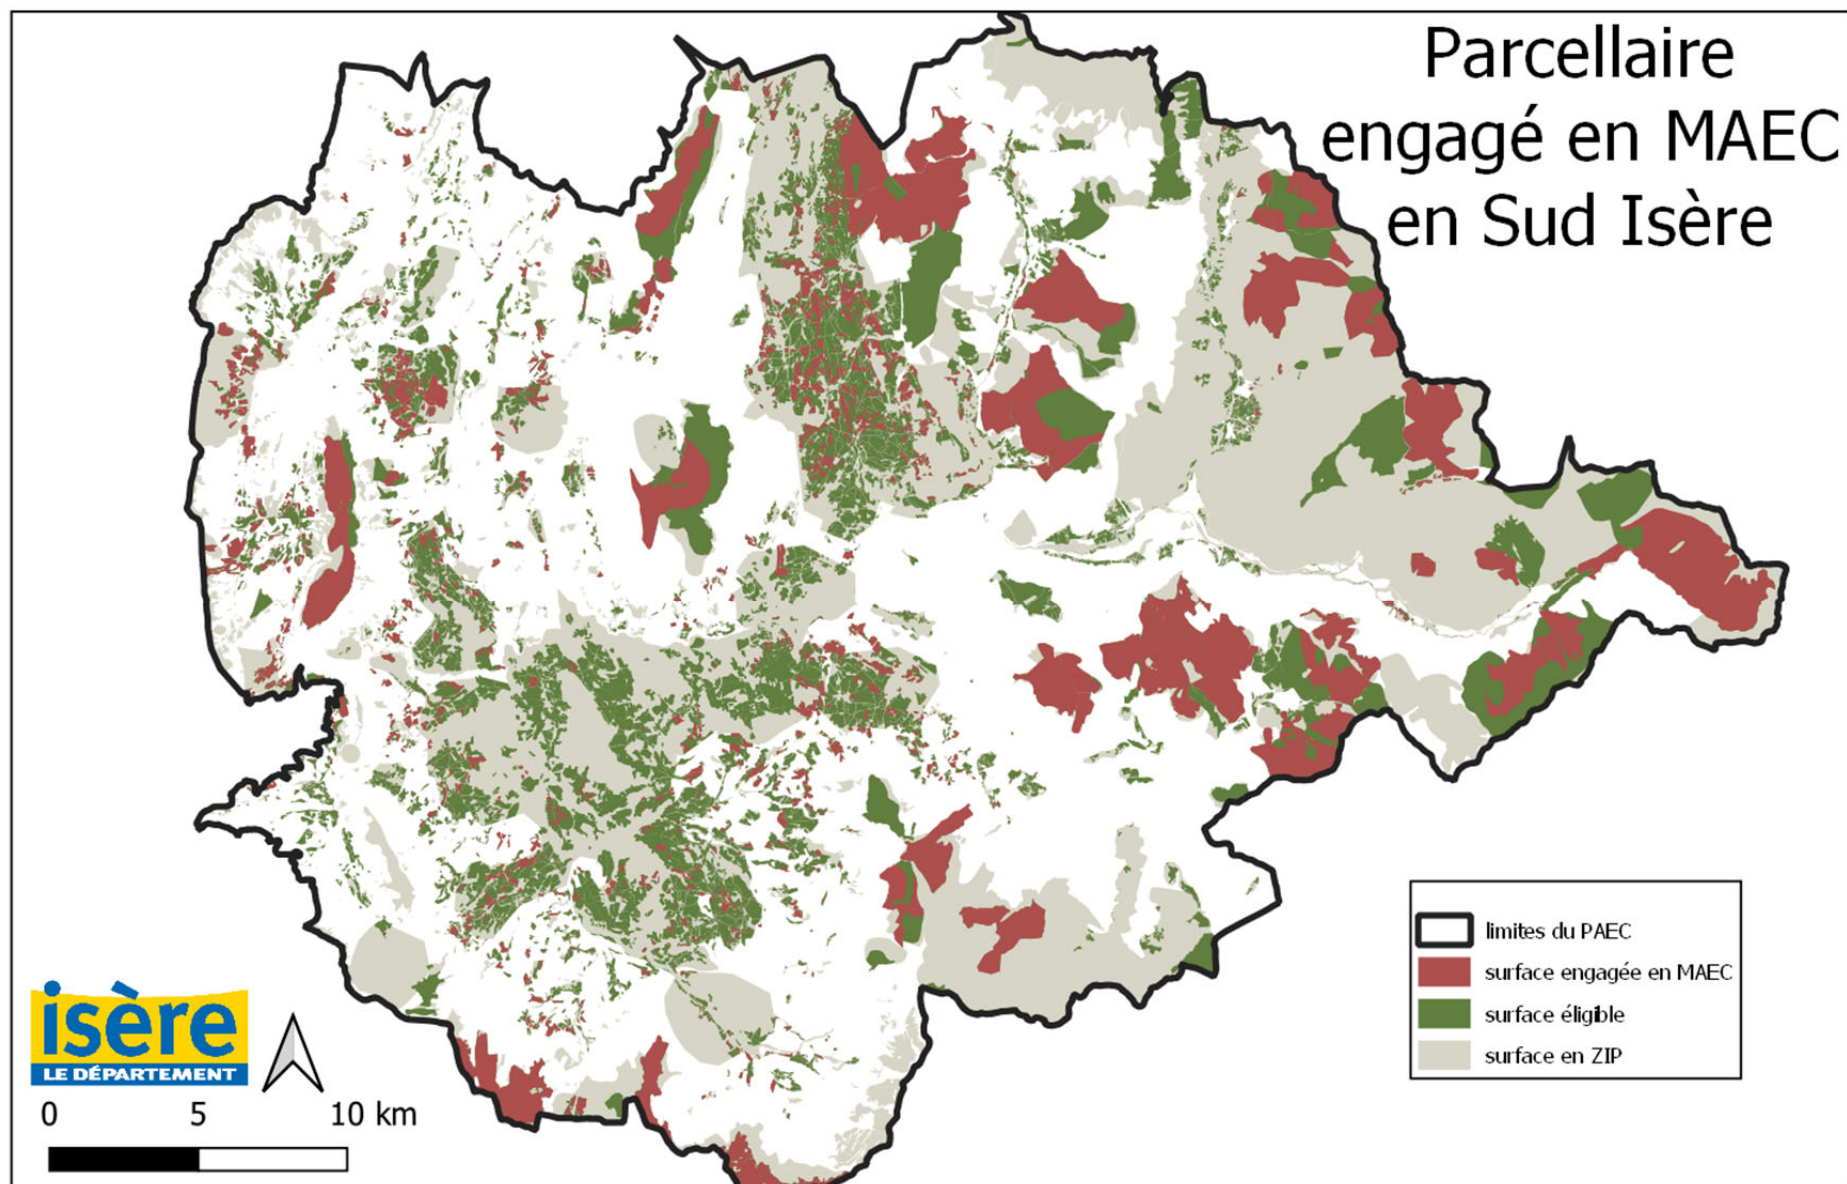 Parcellaire
engagé en MAEC
en Sud Isère
limites du PAEC
surface engagée en MAEC
surface éligible
surface en ZIP
isère
LE DÉPARTEMENT
0 5 10 km